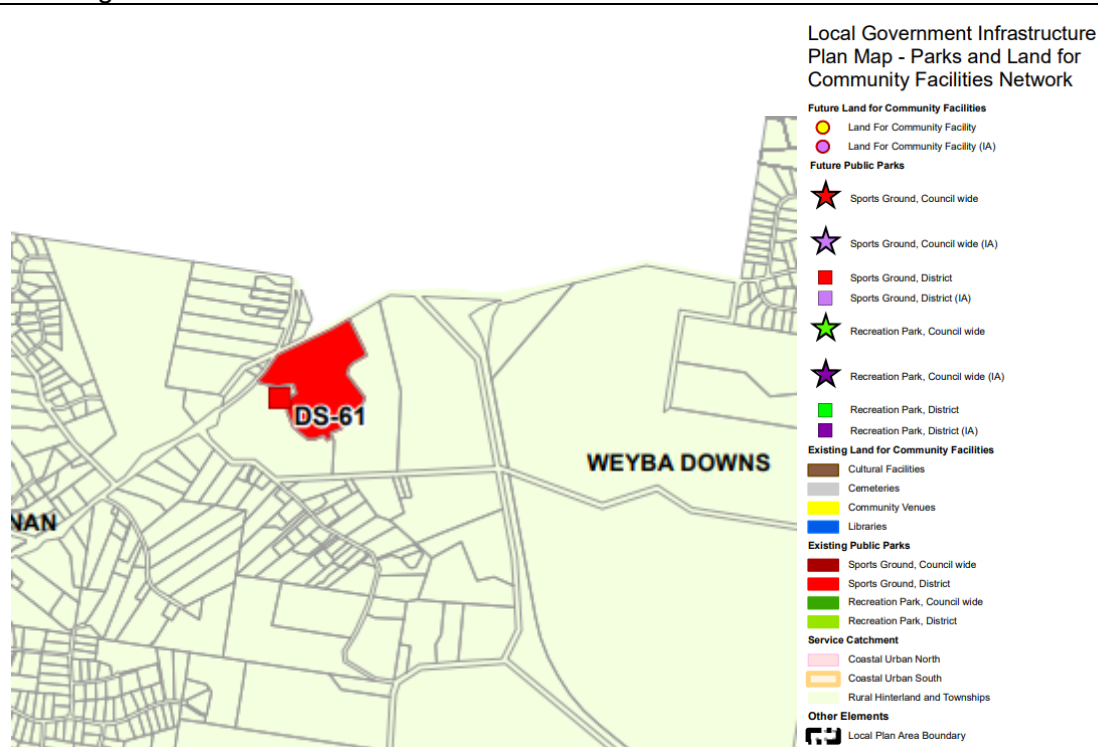 Local Government Infrastructure
Plan Map - Parks and Land for
Community Facilities Network
Future Land for Community Facilities
Land For Community Facility
Land For Community Facility (IA)
Future Public Parks
Sports Ground, Council wide
Sports Ground, Council wide (IA)
Sports Ground, District
Sports Ground, District (IA)
Recreation Park, Council wide
Recreation Park, Council wide (IA)
Recreation Park, District
Recreation Park, District (IA)
Existing Land for Community Facilities
Cultural Facilities
Cemeteries
Community Venues
Libraries
Existing Public Parks
Sports Ground, Council wide
Sports Ground, District
Recreation Park, Council wide
Recreation Park, District
Service Catchment
Coastal Urban North
Coastal Urban South
Rural Hinterland and Townships
Other Elements
Local Plan Area Boundary
DS-61
WEYBA DOWNS
NAN